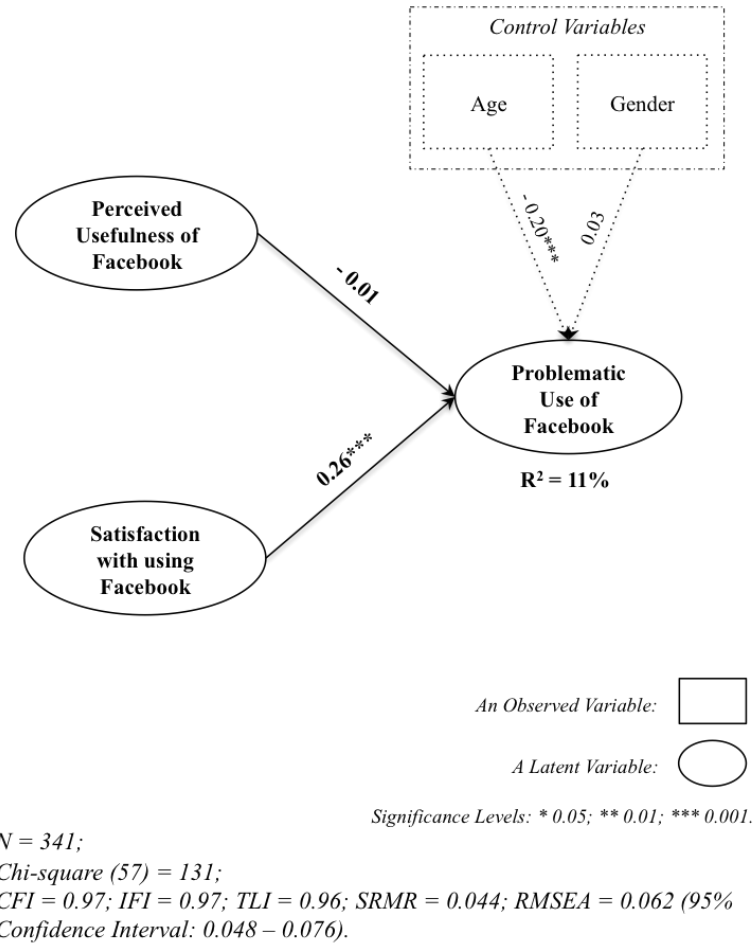 Control Variables
Age
Gender
- 0.20***
0.03
Perceived
Usefulness of
Facebook
- 0.01
Problematic
Use of
Facebook
R² = 11%
0.26***
Satisfaction
with using
Facebook
An Observed Variable:
A Latent Variable:
Significance Levels: * 0.05; ** 0.01; *** 0.001.
N = 341;
Chi-square (57) = 131;
CFI = 0.97; IFI = 0.97; TLI = 0.96; SRMR = 0.044; RMSEA = 0.062 (95%
Confidence Interval: 0.048 – 0.076).